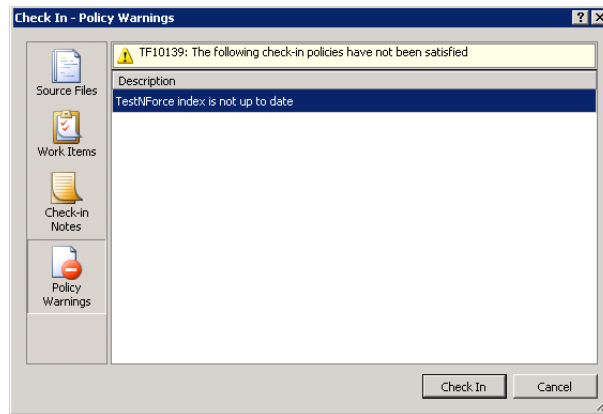 Check In - Policy Warnings
Source Files
Work Items
Check-in
Notes
Policy
Warnings
TF10139: The following check-in policies have not been satisfied
Description
TestNForce index is not up to date
Check In
Cancel